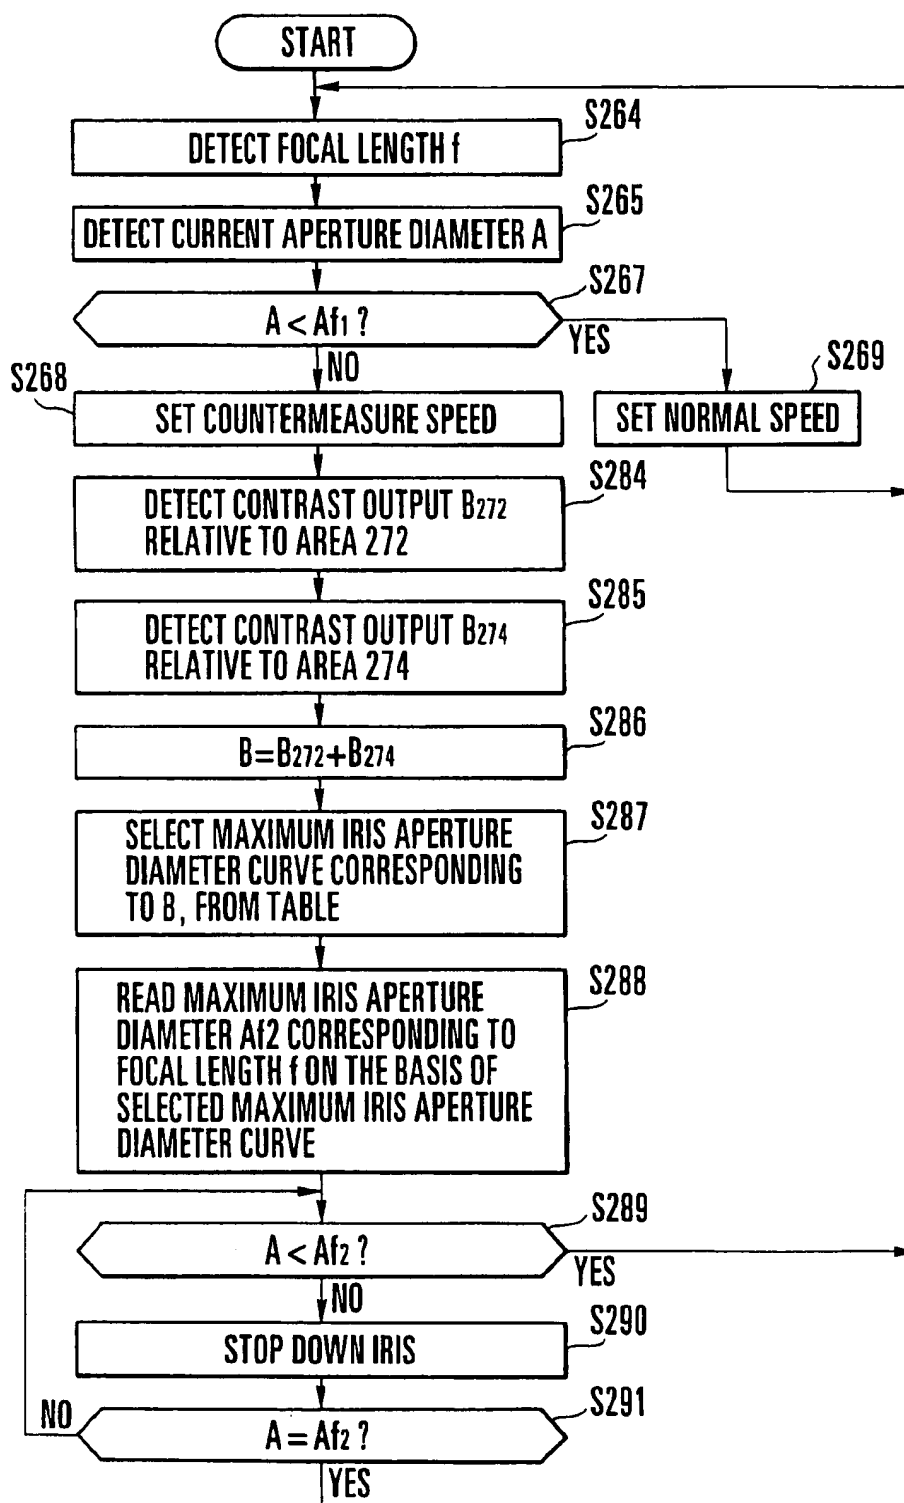 START
S264
DETECT FOCAL LENGTH f
S265
DETECT CURRENT APERTURE DIAMETER A
S267
A < Af1 ?
YES
NO
S268
SET COUNTERMEASURE SPEED
S269
SET NORMAL SPEED
S284
DETECT CONTRAST OUTPUT B272
RELATIVE TO AREA 272
S285
DETECT CONTRAST OUTPUT B274
RELATIVE TO AREA 274
S286
B=B272+B274
S287
SELECT MAXIMUM IRIS APERTURE
DIAMETER CURVE CORRESPONDING
TO B, FROM TABLE
S288
READ MAXIMUM IRIS APERTURE
DIAMETER Af2 CORRESPONDING TO
FOCAL LENGTH f ON THE BASIS OF
SELECTED MAXIMUM IRIS APERTURE
DIAMETER CURVE
S289
A < Af2 ?
YES
NO
S290
STOP DOWN IRIS
S291
NO
A = Af2 ?
YES